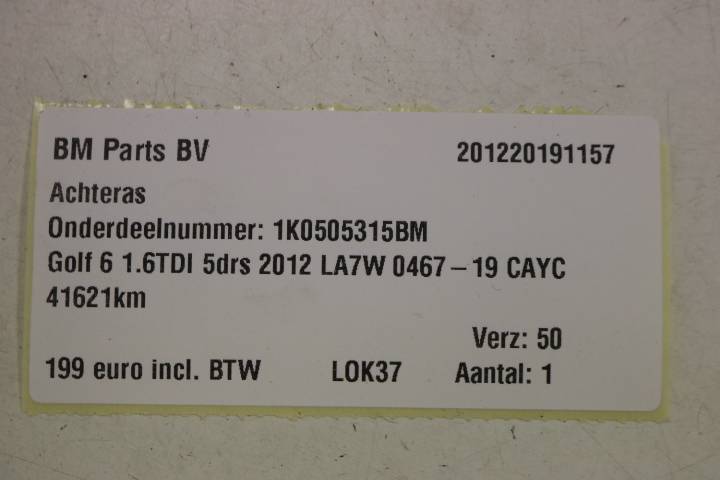 BM Parts BV 201220191157
Achteras
Onderdeelnummer: 1K0505315BM
Golf 6 1.6TDI 5drs 2012 LA7W 0467 – 19 CAYC
41621km
Verz: 50
199 euro incl. BTW LOK37 Aantal: 1